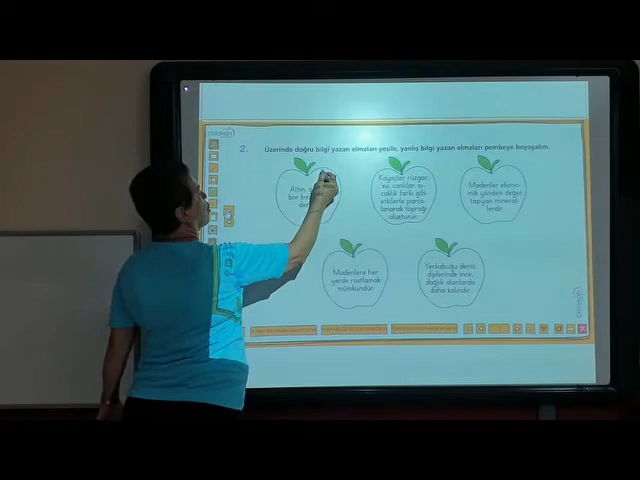 2. Üzerinde doğru bilgi yazan elmaları yeşile, yanlış bilgi yazan elmaları pembeye boyayalım.
Altın,
bor
Kayaçlar; rüzgar,
su, canlılar, sı-
caklık farkı gibi
etkilerle parça-
lanarak toprağı
oluşturur.
Madenler ekono-
mik yönden değer
taşıyan mineral-
lerdir.
Madenlere her
yerde rastlamak
mümkündür.
Yerkabuğu deniz
diplerinde ince,
dağlık alanlarda
daha kalındır.